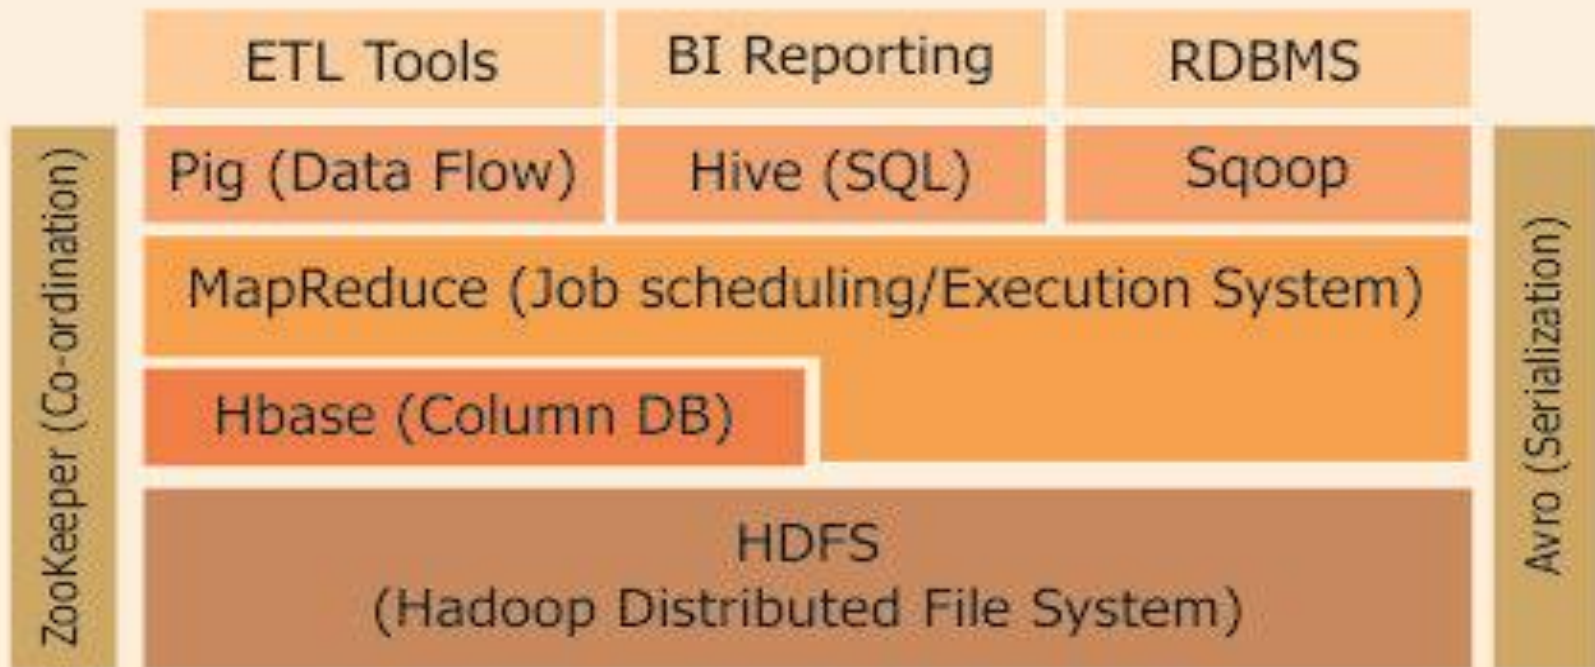 ETL Tools
BI Reporting
RDBMS
Pig (Data Flow)
Hive (SQL)
Sqoop
MapReduce (Job scheduling/Execution System)
Hbase (Column DB)
HDFS
(Hadoop Distributed File System)
ZooKeeper (Co-ordination)
Avro (Serialization)